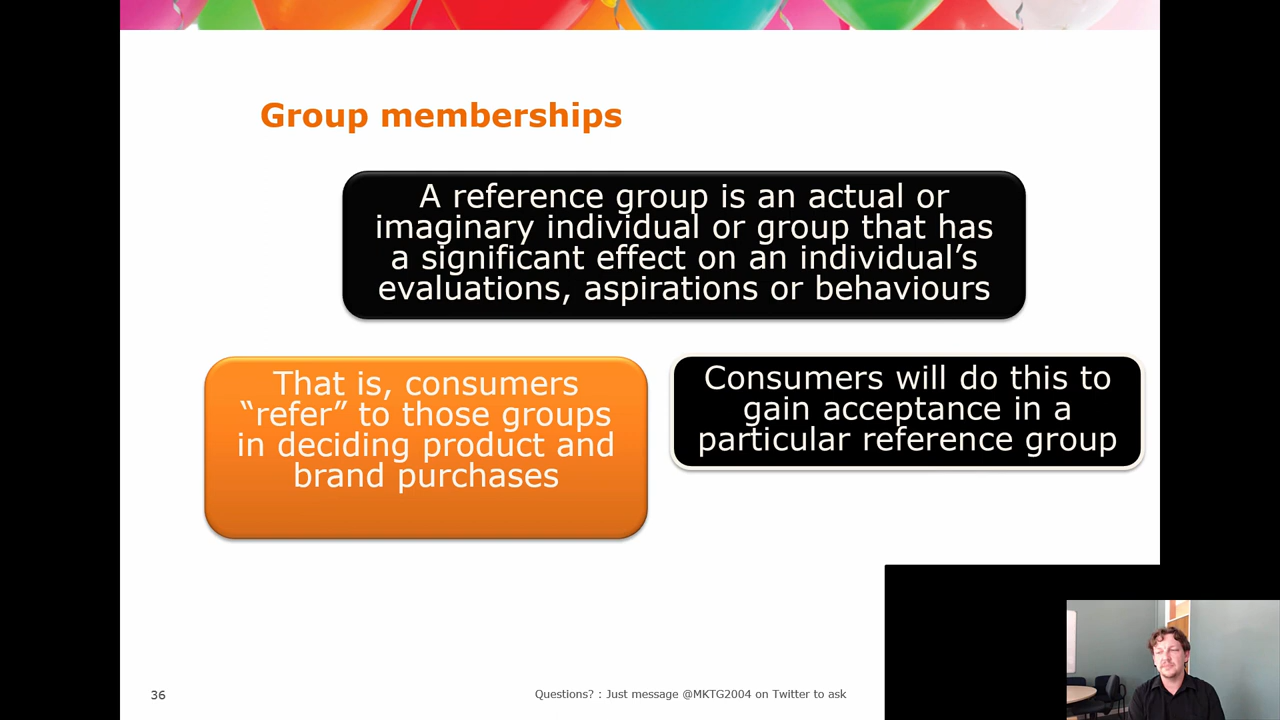 Group memberships
A reference group is an actual or
imaginary individual or group that has
a significant effect on an individual’s
evaluations, aspirations or behaviours
That is, consumers
“refer” to those groups
in deciding product and
brand purchases
Consumers will do this to
gain acceptance in a
particular reference group
36
Questions? : Just message @MKTG2004 on Twitter to ask